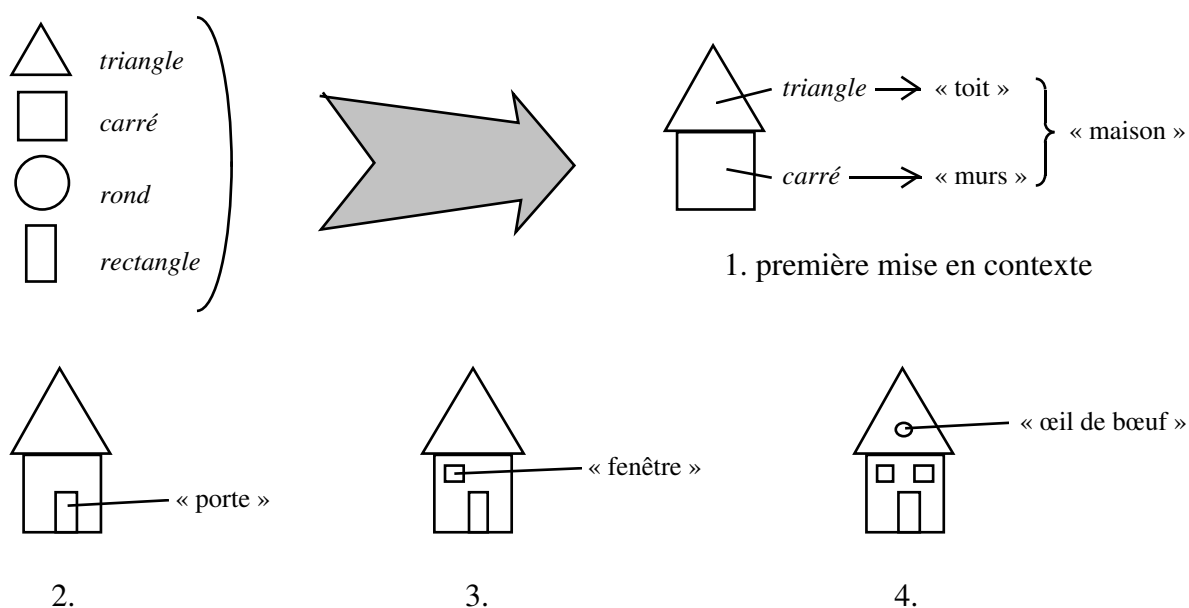 triangle
carré
rond
rectangle
triangle « toit »
carré « murs »
« maison »
1. première mise en contexte
« porte »
« fenêtre »
« œil de bœuf »
2.
3.
4.